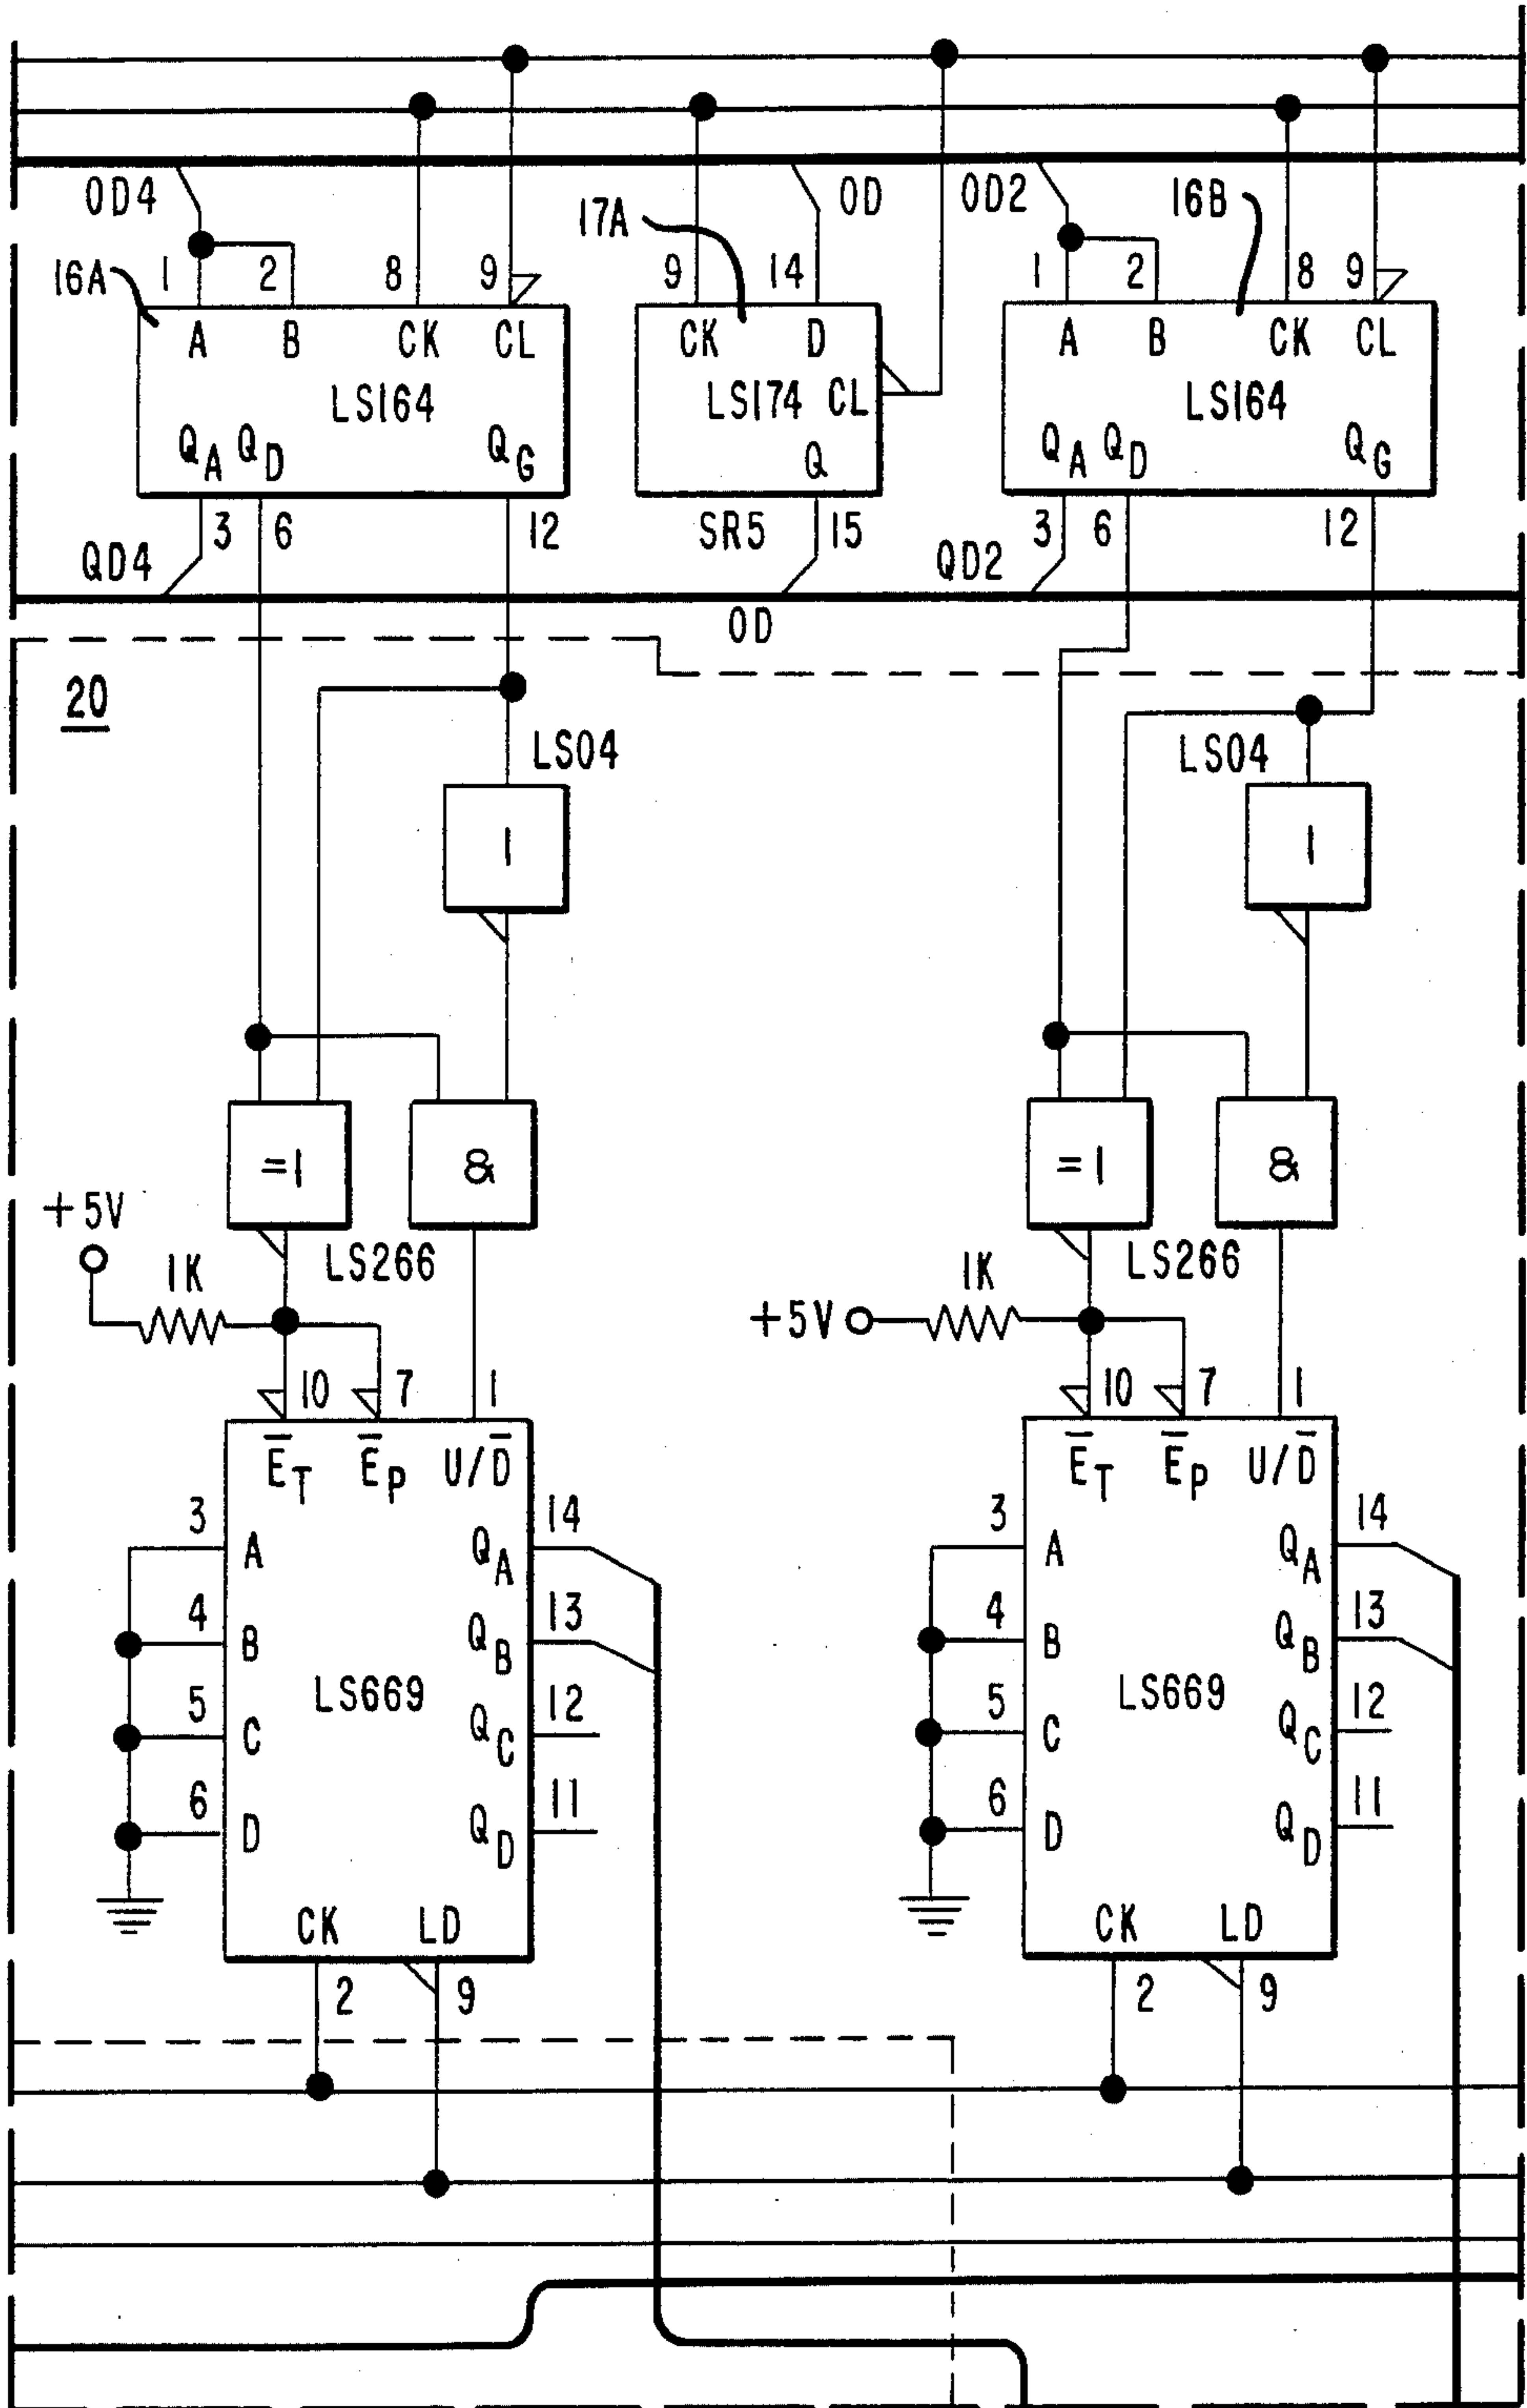 OD4
17A
OD
OD2
16B
16A
1
2
8
9
9
14
1
2
8
9
A
B
CK
CL
CK
D
A
B
CK
CL
LS164
LS174
CL
LS164
QA
QD
QG
Q
QA
QD
QG
3
6
12
SR5
15
3
6
12
QD4
QD2
OD
20
LS04
LS04
1
1
=1
&
=1
&
+5V
LS266
LS266
1K
1K
+5V
10
7
1
10
7
1
E̅T
E̅P
U/D̅
E̅T
E̅P
U/D̅
3
A
QA
14
3
A
QA
14
4
B
QB
13
4
B
QB
13
LS669
LS669
5
C
QC
12
5
C
QC
12
6
D
QD
11
6
D
QD
11
CK
LD
CK
LD
2
9
2
9